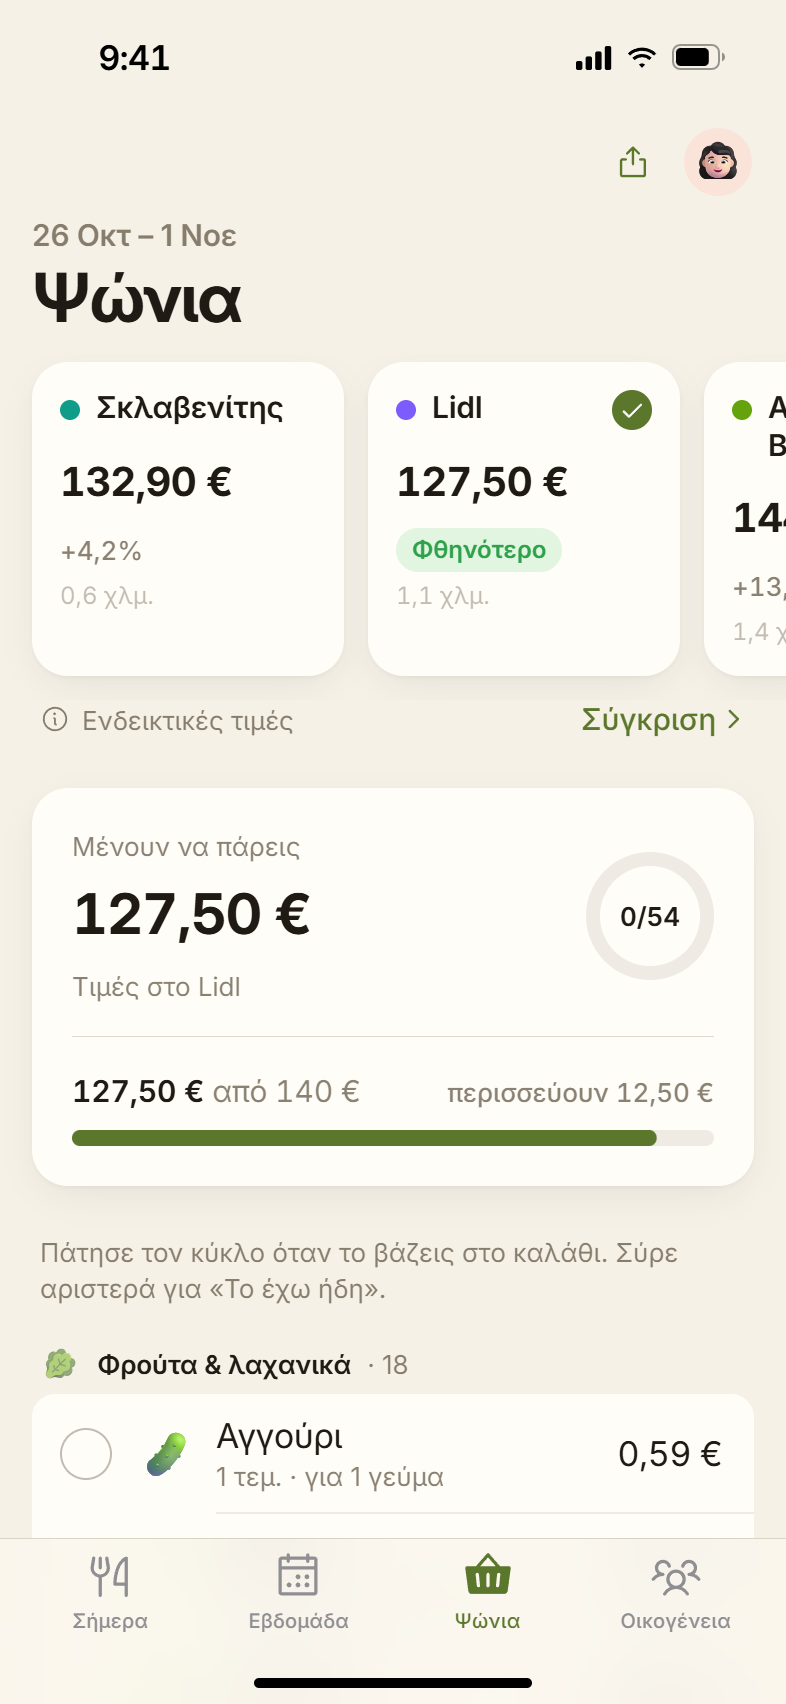 9:41
26 Οκτ – 1 Νοε
Ψώνια
Σκλαβενίτης
132,90 €
+4,2%
0,6 χλμ.
Lidl
127,50 €
Φθηνότερο
1,1 χλμ.
+13,
1,4
Ενδεικτικές τιμές
Σύγκριση
Μένουν να πάρεις
127,50 €
0/54
Τιμές στο Lidl
127,50 € από 140 €
περισσεύουν 12,50 €
Πάτησε τον κύκλο όταν το βάζεις στο καλάθι. Σύρε
αριστερά για «Το έχω ήδη».
Φρούτα & λαχανικά · 18
Αγγούρι
0,59 €
1 τεμ. · για 1 γεύμα
Σήμερα
Εβδομάδα
Ψώνια
Οικογένεια